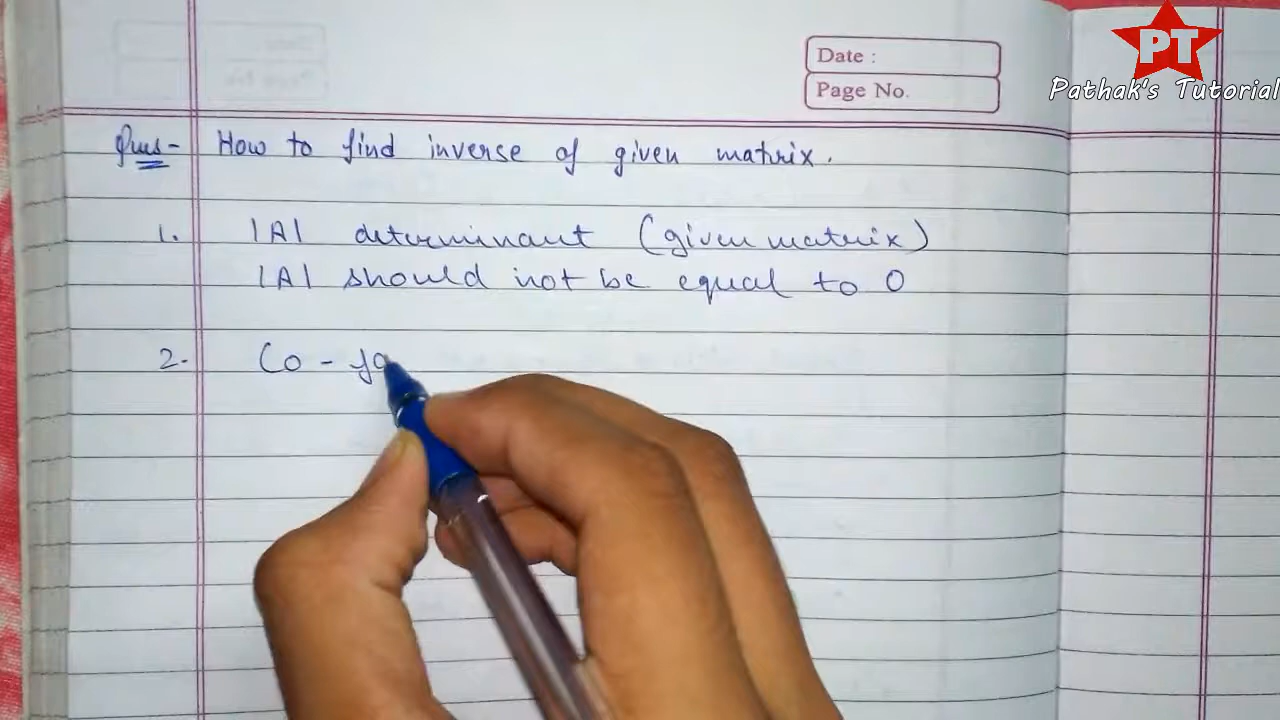 PT
Pathak's Tutorial
Date :
Page No.
Ques- How to find inverse of given matrix.
1. |A| determinant (given matrix)
|A| should not be equal to 0
2. Co - fa